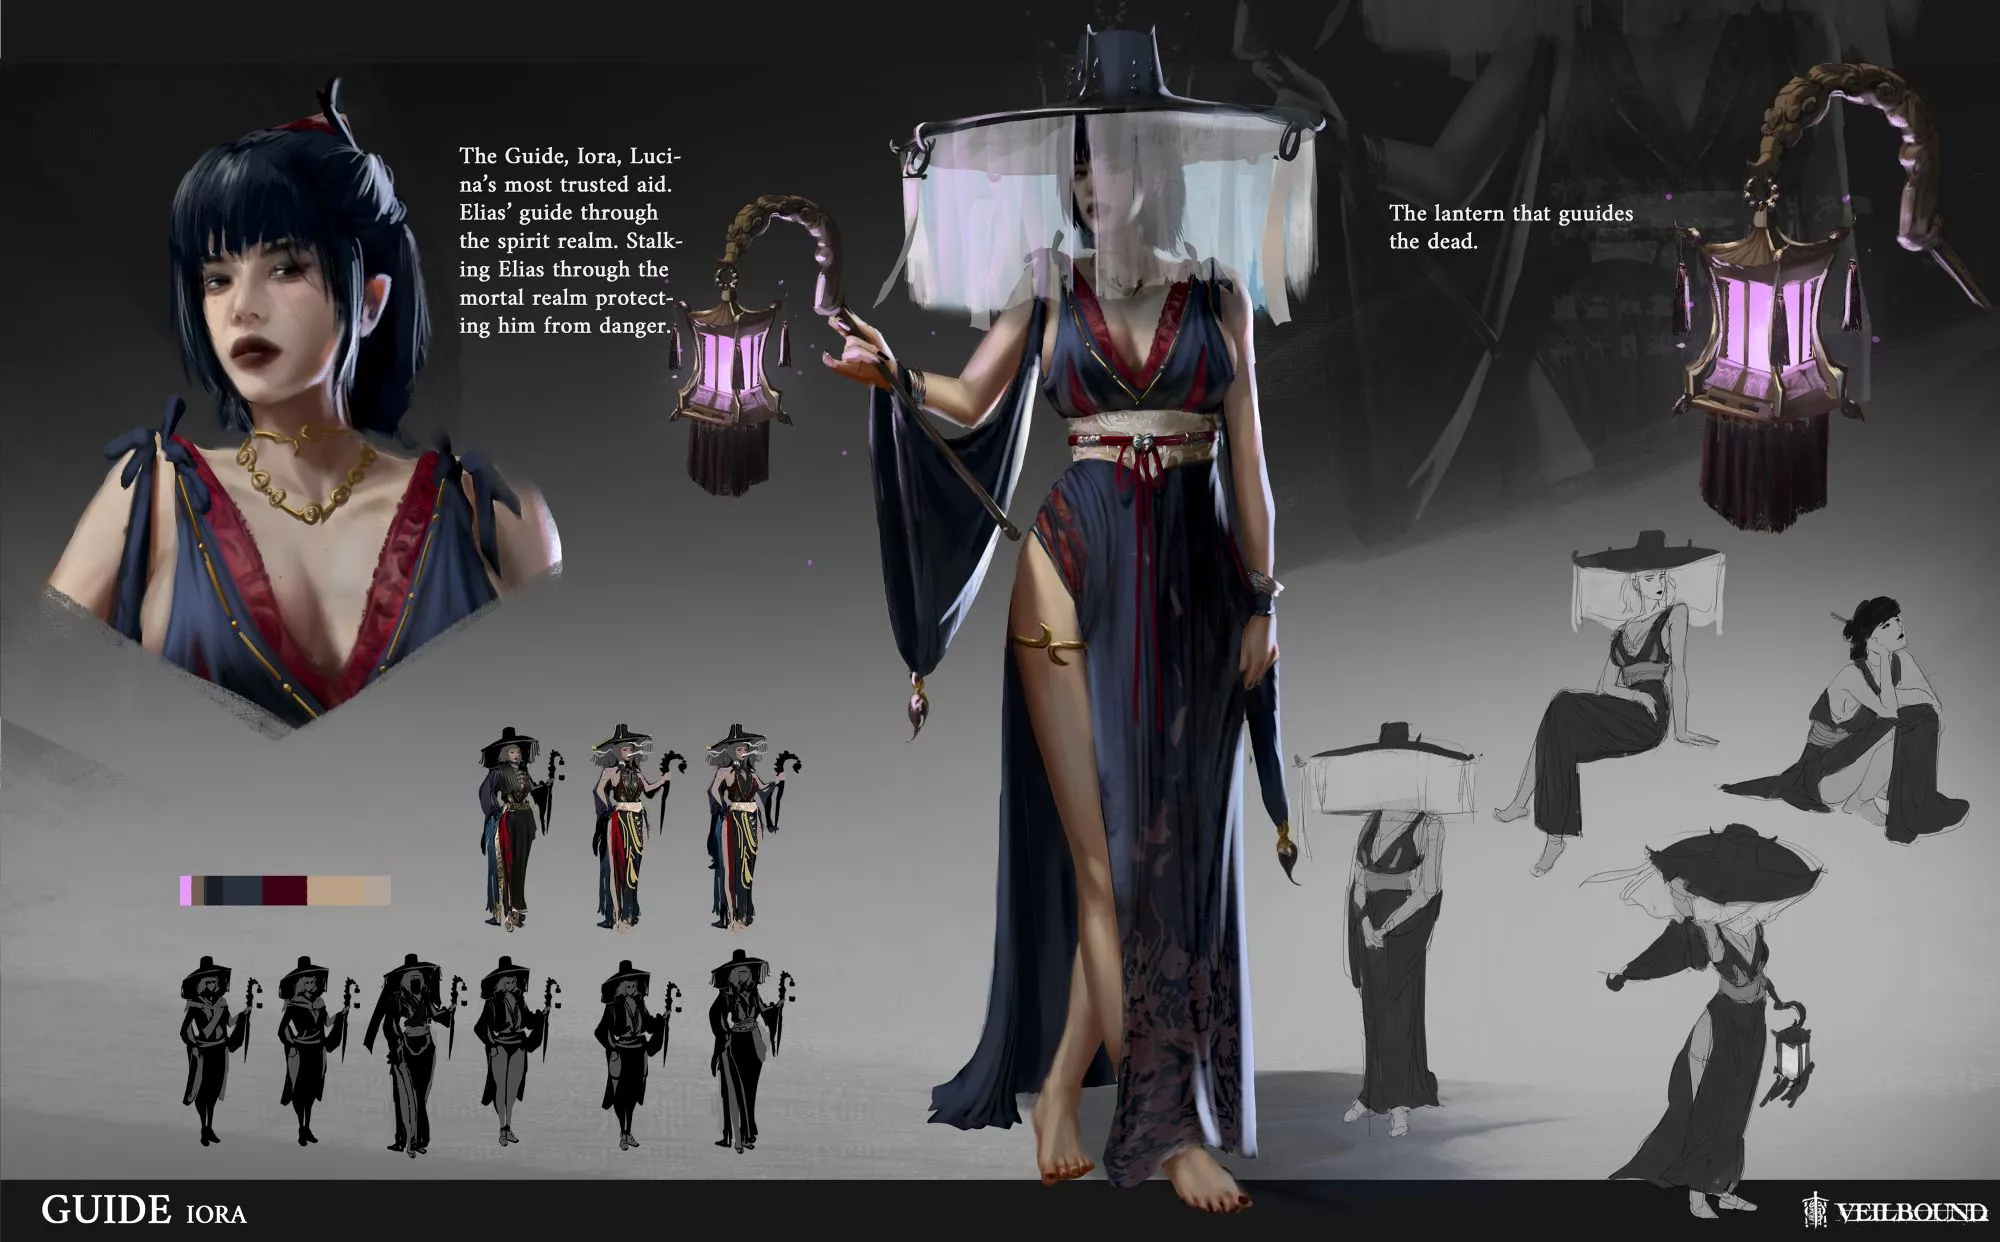 The Guide, Iora, Luci-
na's most trusted aid.
Elias' guide through
the spirit realm. Stalk-
ing Elias through the
mortal realm protect-
ing him from danger.
The lantern that guuides
the dead.
GUIDE IORA
VEILBOUND